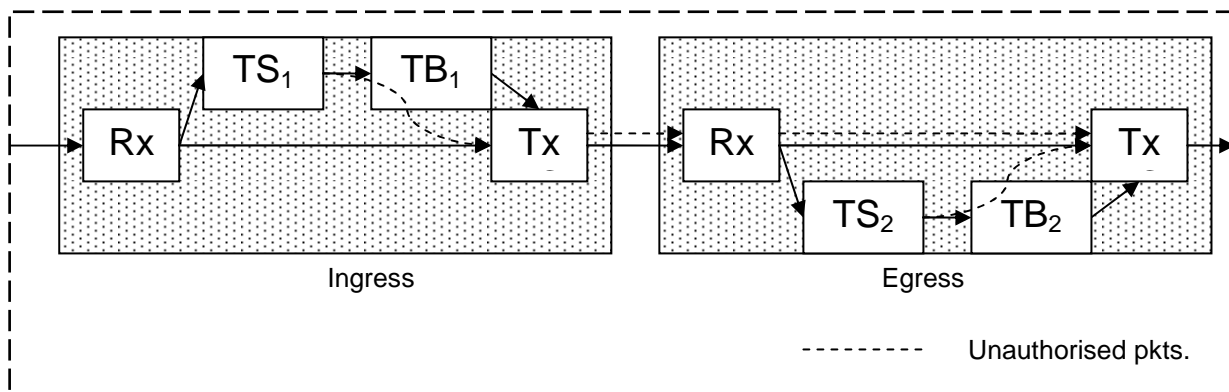 TS₁ TB₁
Rx Tx Rx Tx
TS₂ TB₂
Ingress Egress
Unauthorised pkts.